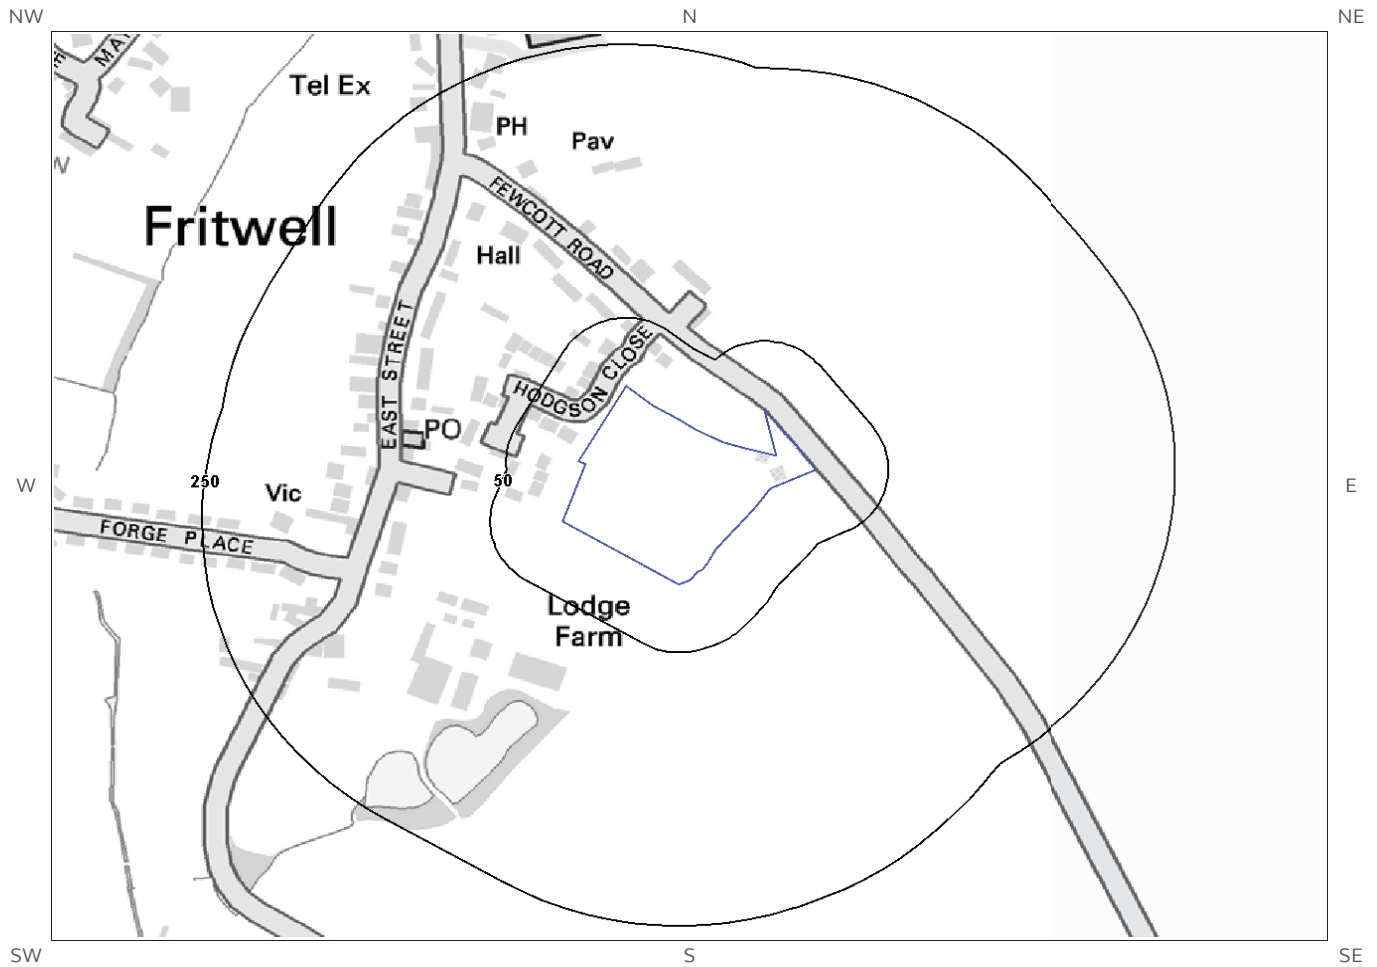 NW
N
NE
MA
Tel Ex
PH
Pav
W
Fritwell
FEWCOTT ROAD
Hall
EAST STREET
HODGSON CLOSE
PO
250
50
Vic
W
E
FORGE PLACE
Lodge
Farm
SW
S
SE